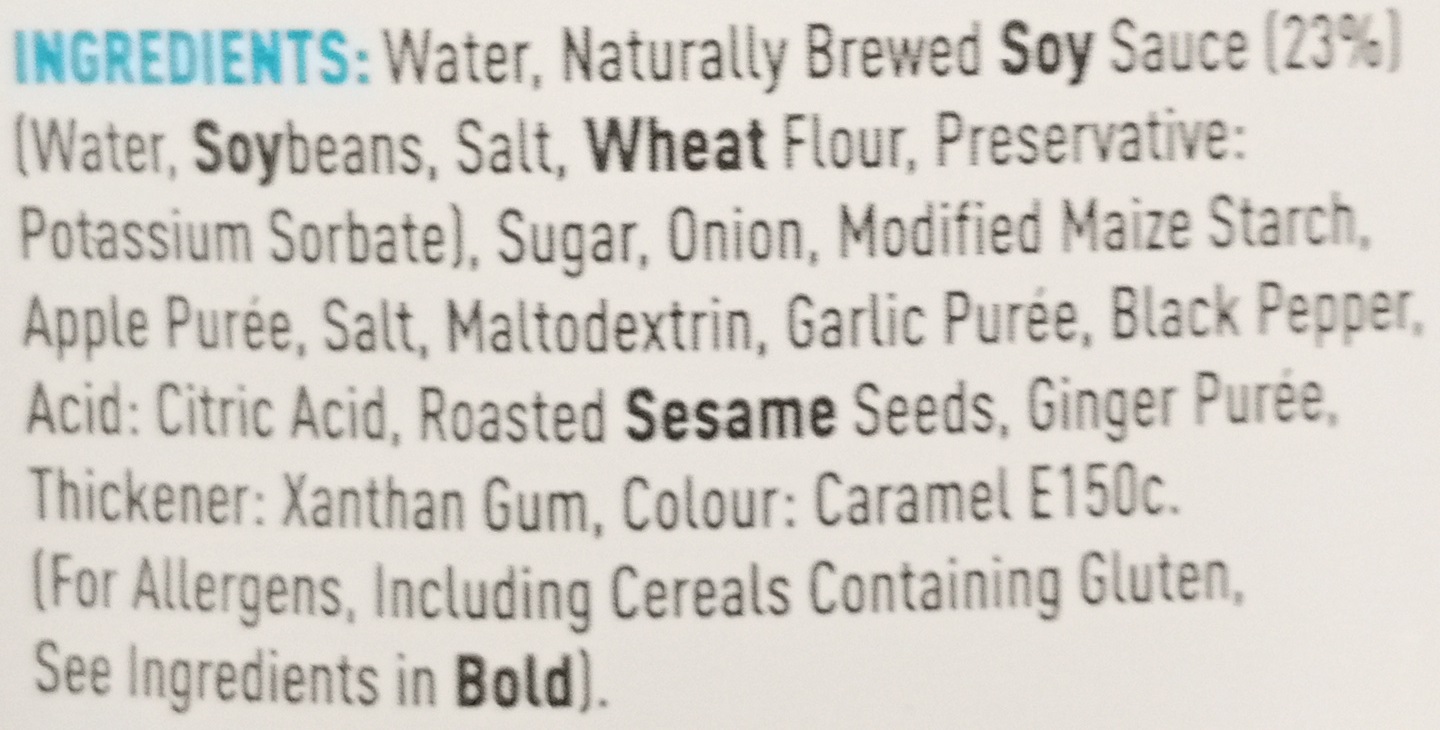 INGREDIENTS: Water, Naturally Brewed Soy Sauce (23%)
(Water, Soybeans, Salt, Wheat Flour, Preservative:
Potassium Sorbate), Sugar, Onion, Modified Maize Starch,
Apple Purée, Salt, Maltodextrin, Garlic Purée, Black Pepper,
Acid: Citric Acid, Roasted Sesame Seeds, Ginger Purée,
Thickener: Xanthan Gum, Colour: Caramel E150c.
(For Allergens, Including Cereals Containing Gluten,
See Ingredients in Bold).